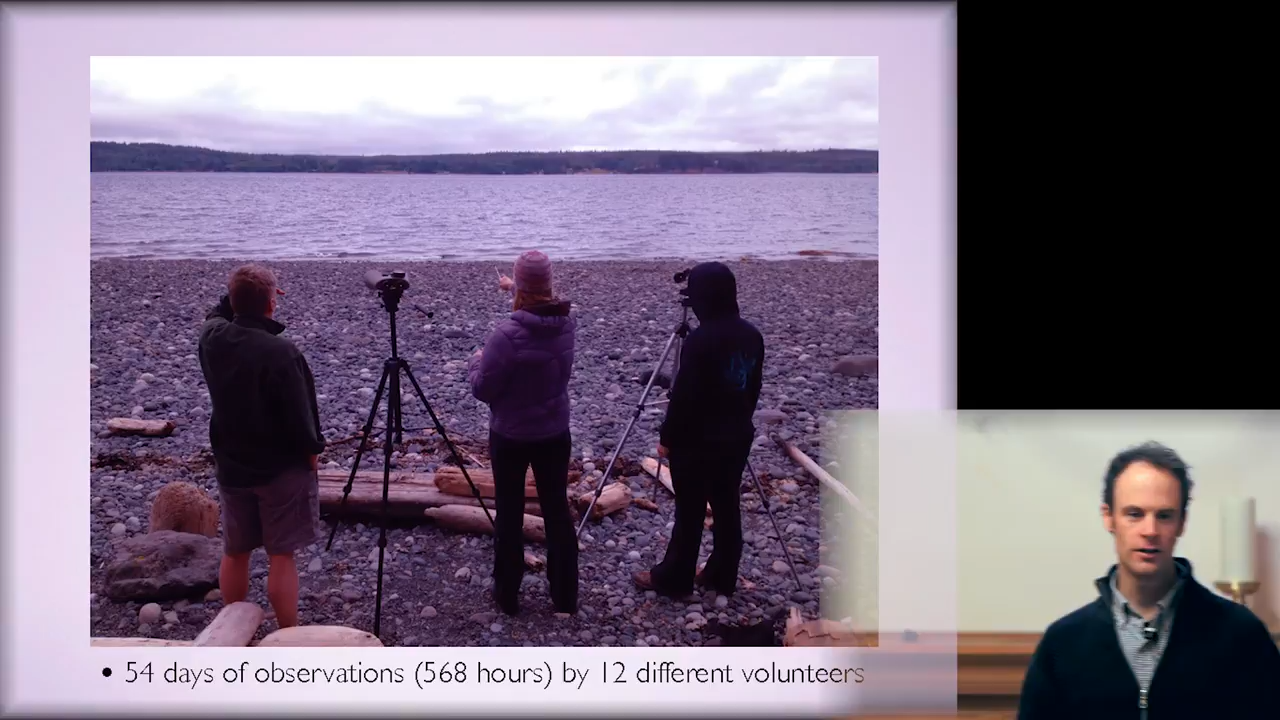 • 54 days of observations (568 hours) by 12 different volunteers